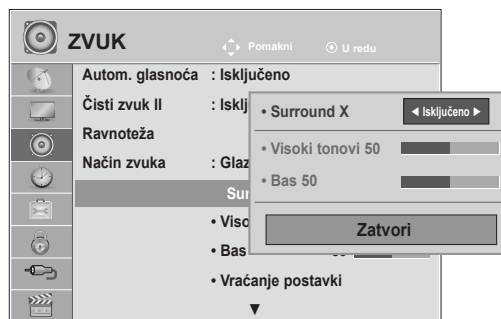 ZVUK
Pomakni
U redu
Autom. glasnoća : Isključeno
Čisti zvuk II : Isklj
Ravnoteža
Način zvuka : Glaz
Sur
• Viso
• Bas
• Vraćanje postavki
▼
• Surround X ◄ Isključeno ►
• Visoki tonovi 50
• Bas 50
Zatvori